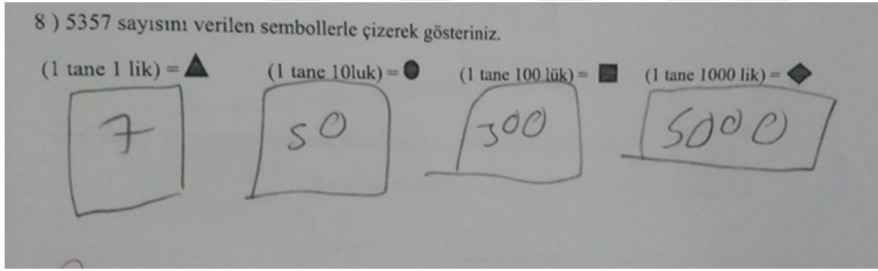 8 ) 5357 sayısını verilen sembollerle çizerek gösteriniz.
(1 tane 1 lik) = (1 tane 10luk) = (1 tane 100 lük) = (1 tane 1000 lik) =
7 50 300 5000